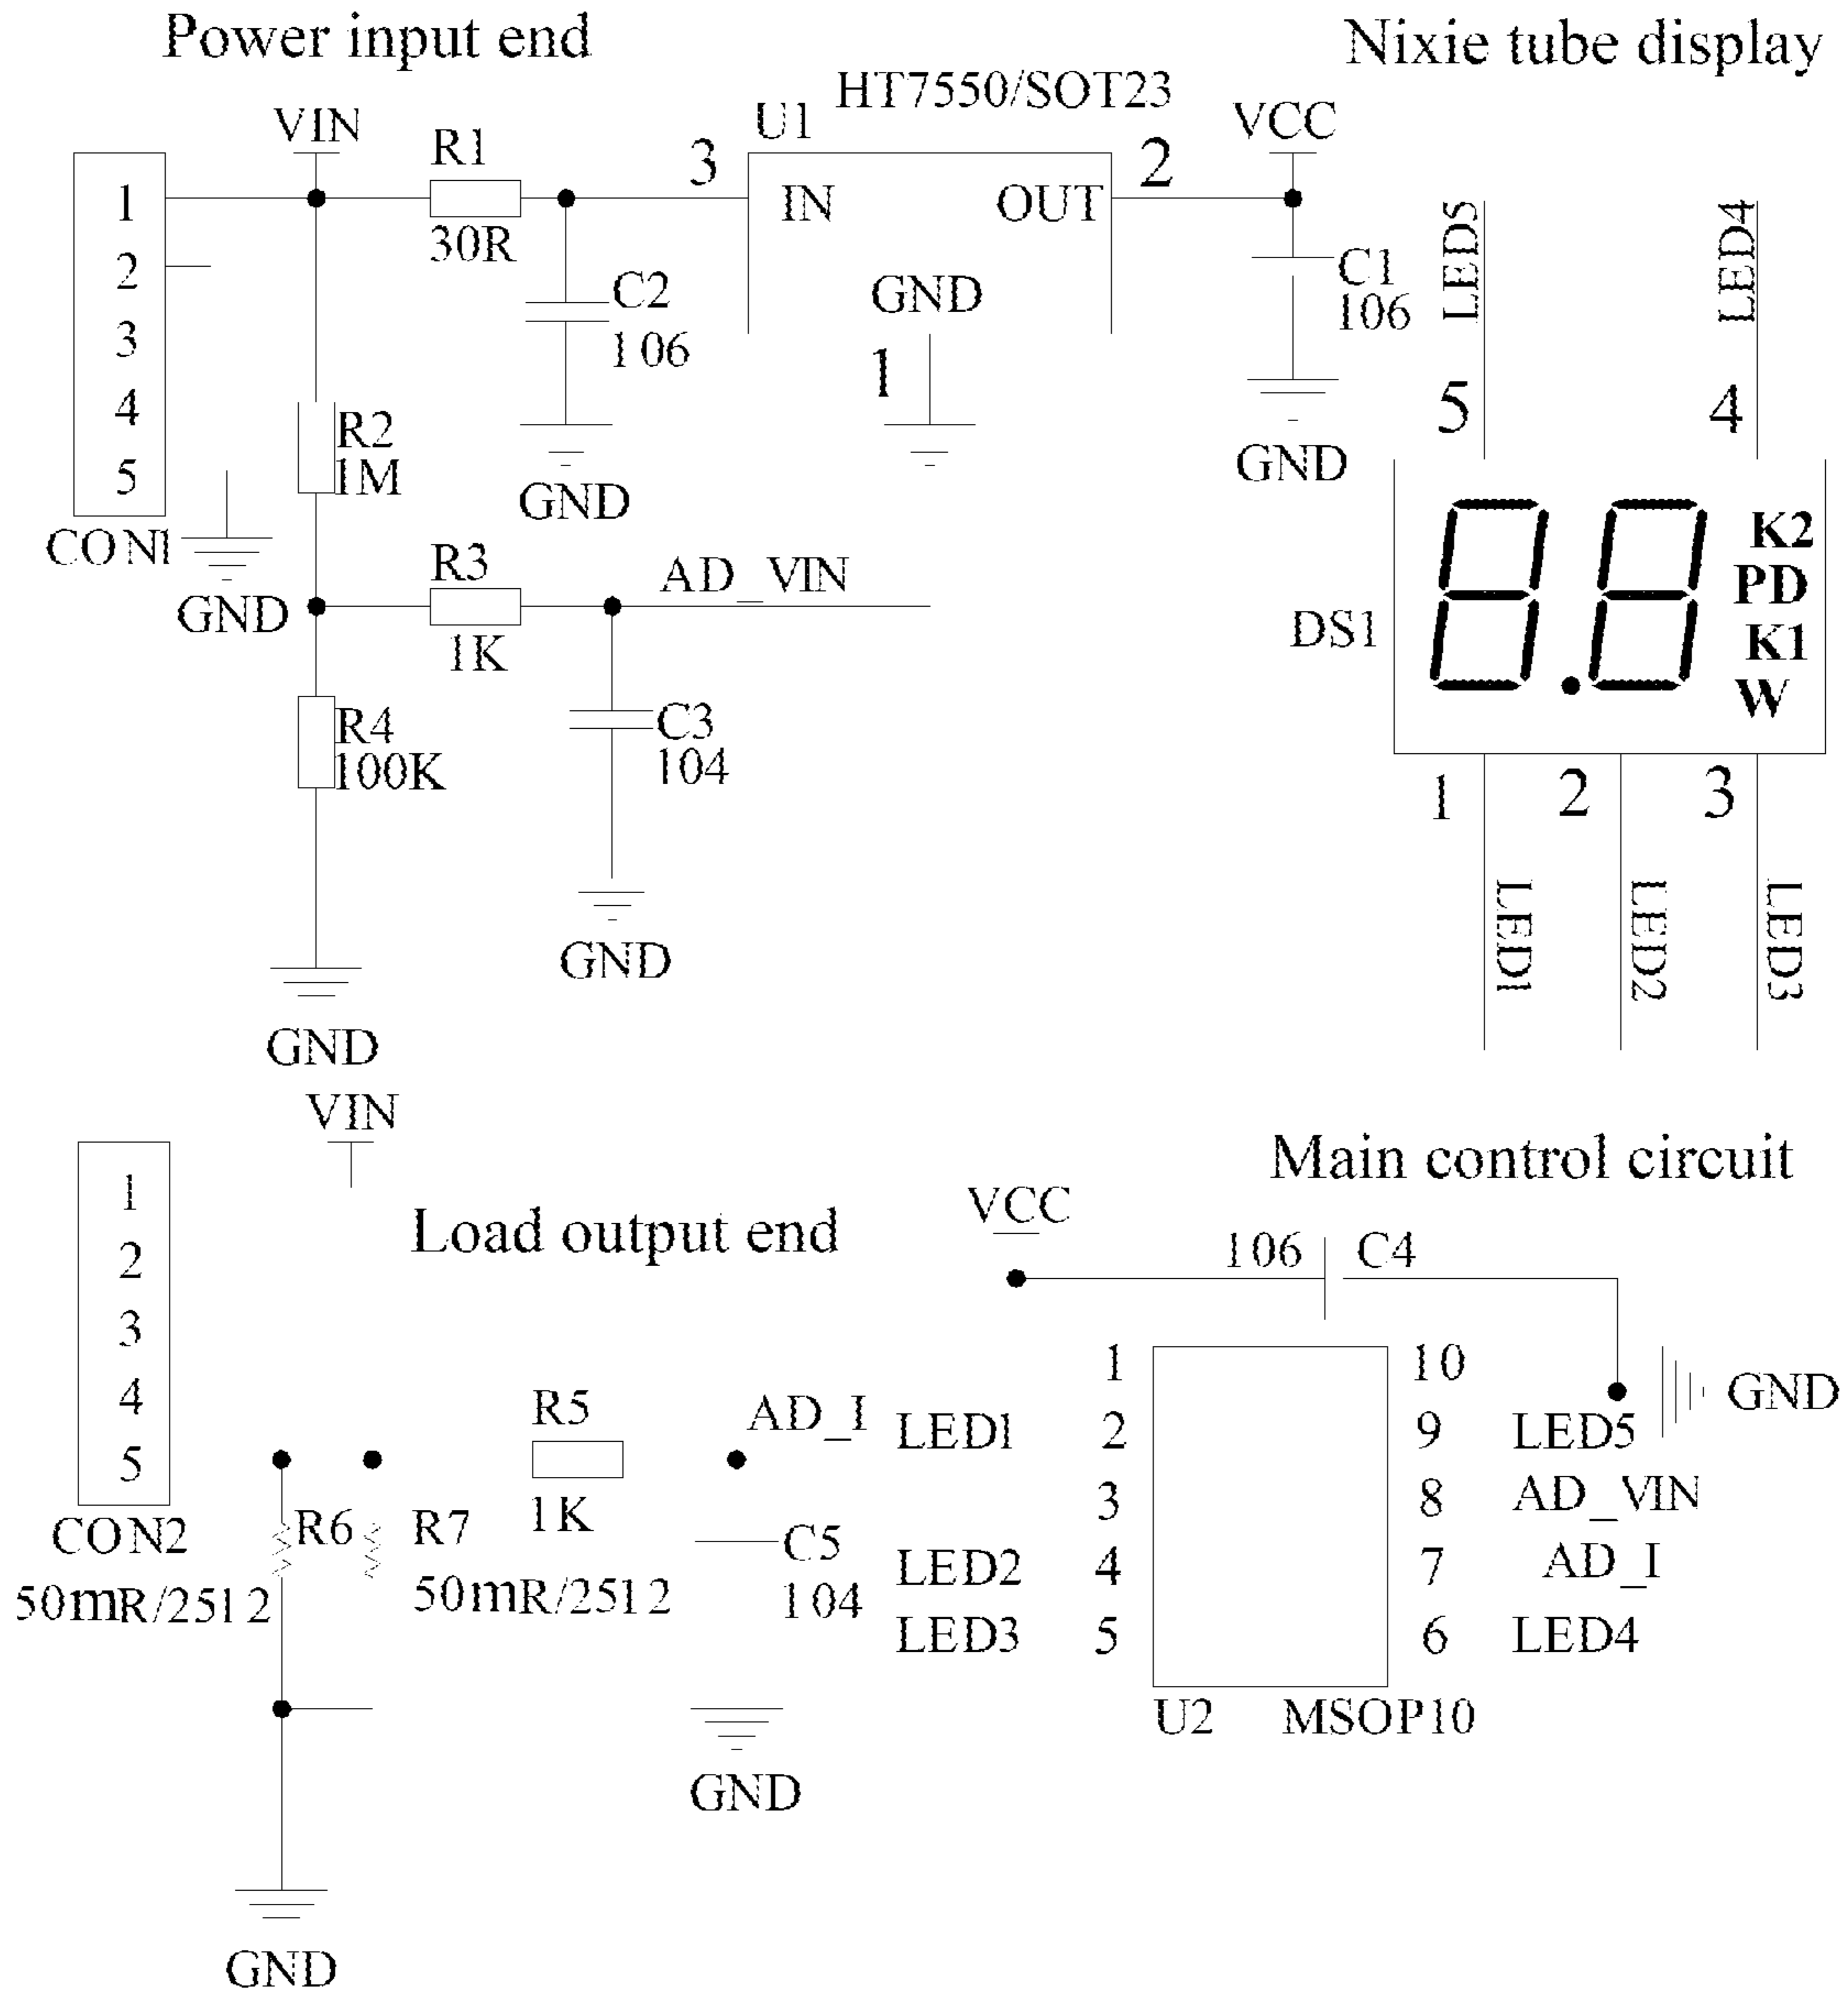 Power input end
Nixie tube display
HT7550/SOT23
VIN
R1
U1
3
2
VCC
1
IN
OUT
30R
2
C2
106
GND
1
C1
106
GND
LED5
LED4
5
4
3
4
5
CON1
R2
1M
GND
GND
R3
1K
AD_VIN
K2
PD
K1
W
DS1
R4
100K
C3
104
1
2
3
GND
GND
LED1
LED2
LED3
VIN
1
2
3
4
5
CON2
Load output end
Main control circuit
VCC
106
C4
R5
1K
AD_I
R6
50mR/2512
R7
50mR/2512
C5
104
GND
GND
1
10
GND
LED1
2
9
LED5
3
8
AD_VIN
LED2
4
7
AD_I
LED3
5
6
LED4
U2
MSOP10